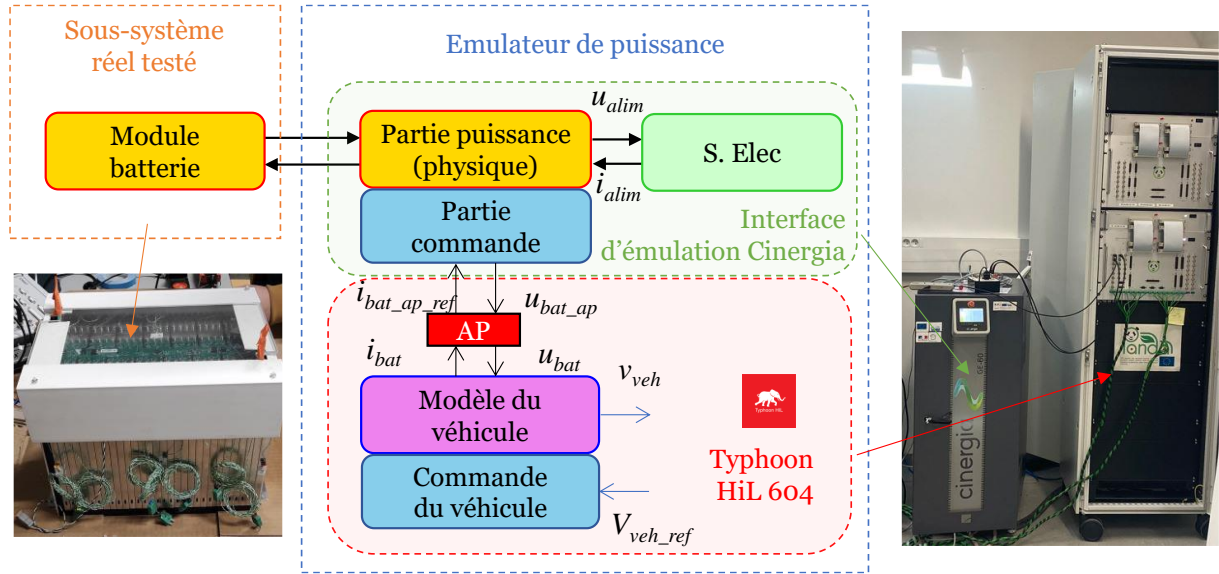 Sous-système
réel testé
Emulateur de puissance
Module
batterie
Partie puissance
(physique)
u_alim
i_alim
S. Elec
Partie
commande
Interface
d'émulation Cinergia
i_bat_ap_ref
u_bat_ap
AP
i_bat
u_bat
v_veh
Modèle du
véhicule
Typhoon HIL
Typhoon
HiL 604
Commande
du véhicule
V_veh_ref
cinergia
GE-60